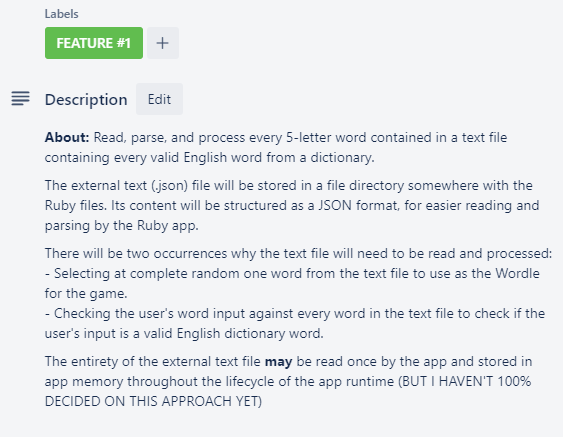 Labels
FEATURE #1
+
Description
Edit
About: Read, parse, and process every 5-letter word contained in a text file
containing every valid English word from a dictionary.
The external text (.json) file will be stored in a file directory somewhere with the
Ruby files. Its content will be structured as a JSON format, for easier reading and
parsing by the Ruby app.
There will be two occurrences why the text file will need to be read and processed:
- Selecting at complete random one word from the text file to use as the Wordle
for the game.
- Checking the user's word input against every word in the text file to check if the
user's input is a valid English dictionary word.
The entirety of the external text file may be read once by the app and stored in
app memory throughout the lifecycle of the app runtime (BUT I HAVEN'T 100%
DECIDED ON THIS APPROACH YET)